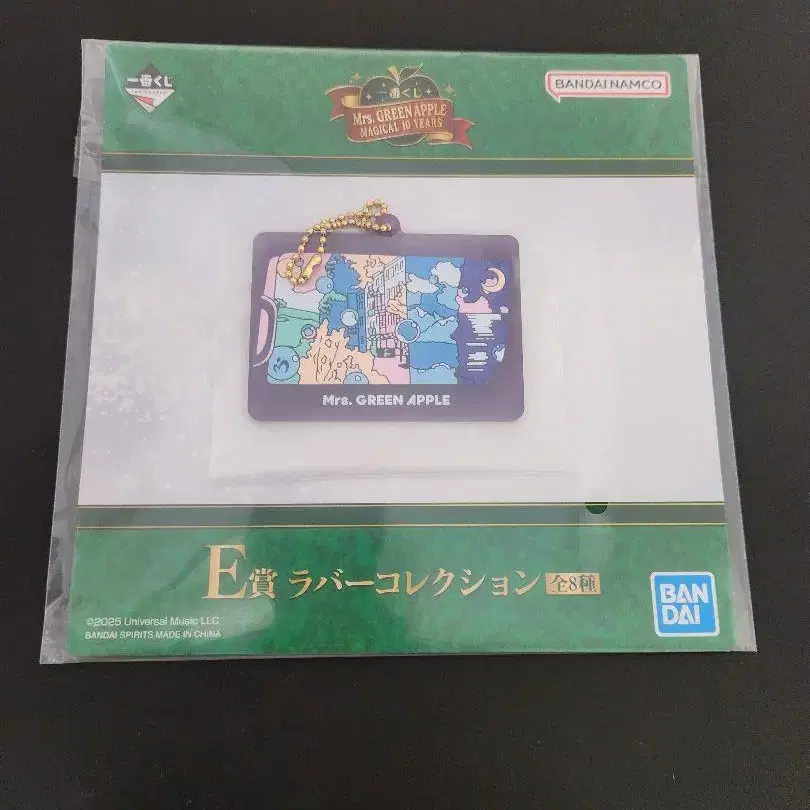 一番くじ
一番くじ
Mrs. GREEN APPLE
MAGICAL 10 YEARS
BANDAI NAMCO
Mrs. GREEN APPLE
E賞 ラバーコレクション 全8種
©2025 Universal Music LLC
BANDAI SPIRITS MADE IN CHINA
BAN
DAI